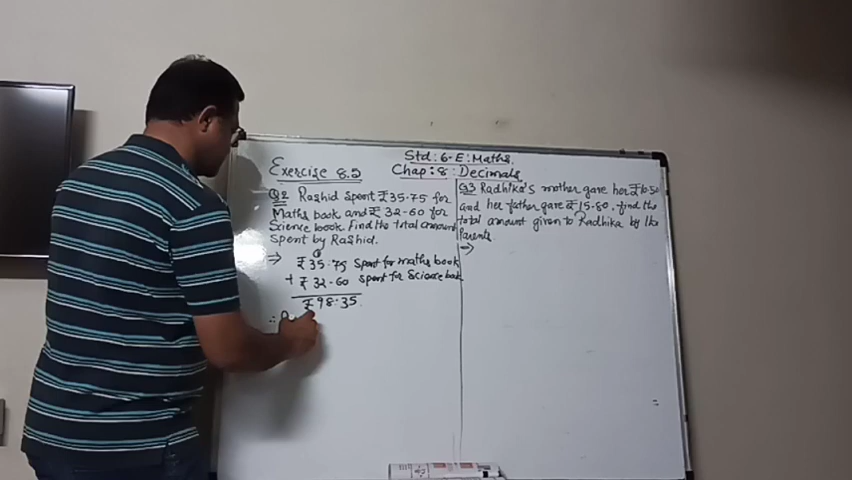 Std: 6-E: Maths.
Chap: 8: Decimals
Exercise 8.5
Q2 Rashid spent ₹35.75 for
Maths book and ₹ 32.60 for
Science book. Find the total amount
spent by Rashid.
⇒ ₹ 35.75 spent for maths book
+ ₹ 32.60 spent for Science book
₹ 98.35
∴
Q3 Radhika's mother gave her
and her father gave ₹ 15.80, find the
total amount given to Radhika by the
Parents.
⇒